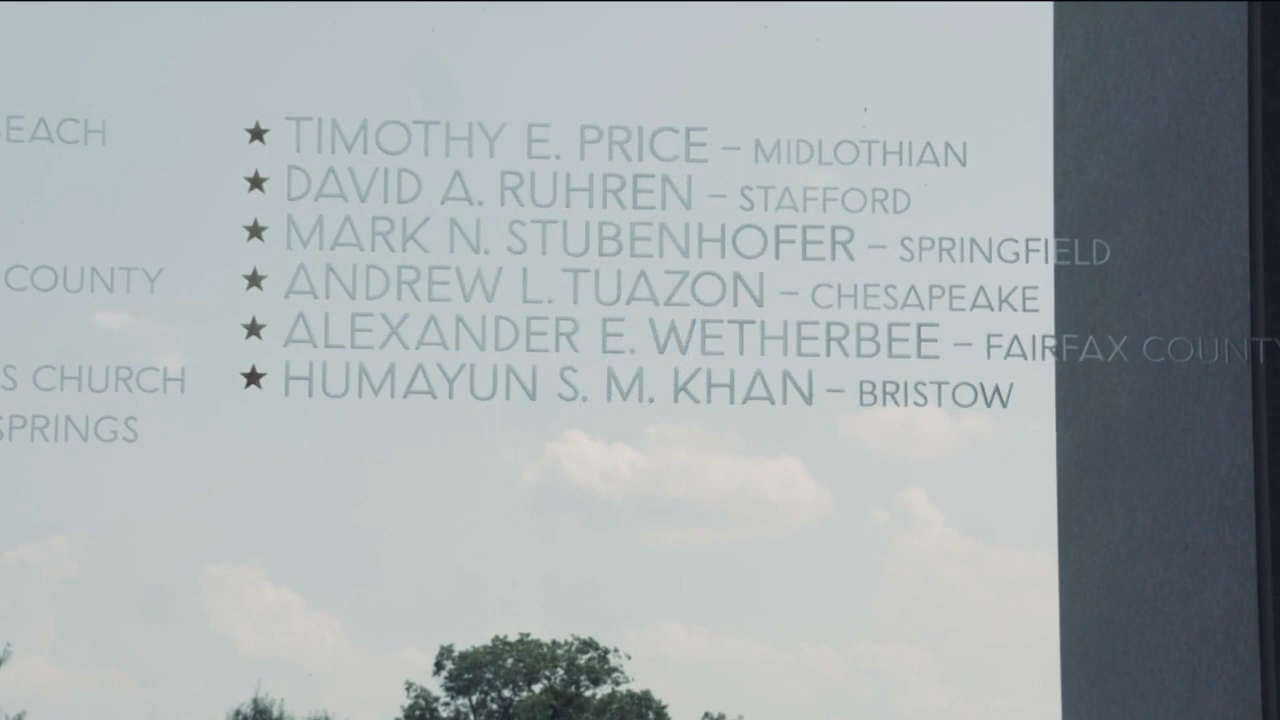 EACH
COUNTY
S CHURCH
SPRINGS
★ TIMOTHY E. PRICE – MIDLOTHIAN
★ DAVID A. RUHREN – STAFFORD
★ MARK N. STUBENHOFER – SPRINGFIELD
★ ANDREW L. TUAZON – CHESAPEAKE
★ ALEXANDER E. WETHERBEE – FAIRFAX COUNTY
★ HUMAYUN S. M. KHAN – BRISTOW